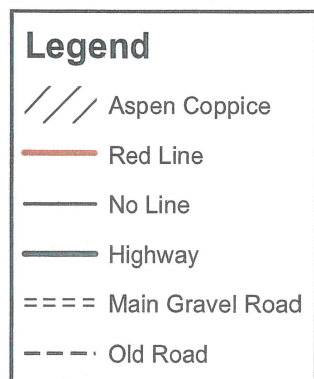 Legend
Aspen Coppice
Red Line
No Line
Highway
Main Gravel Road
Old Road